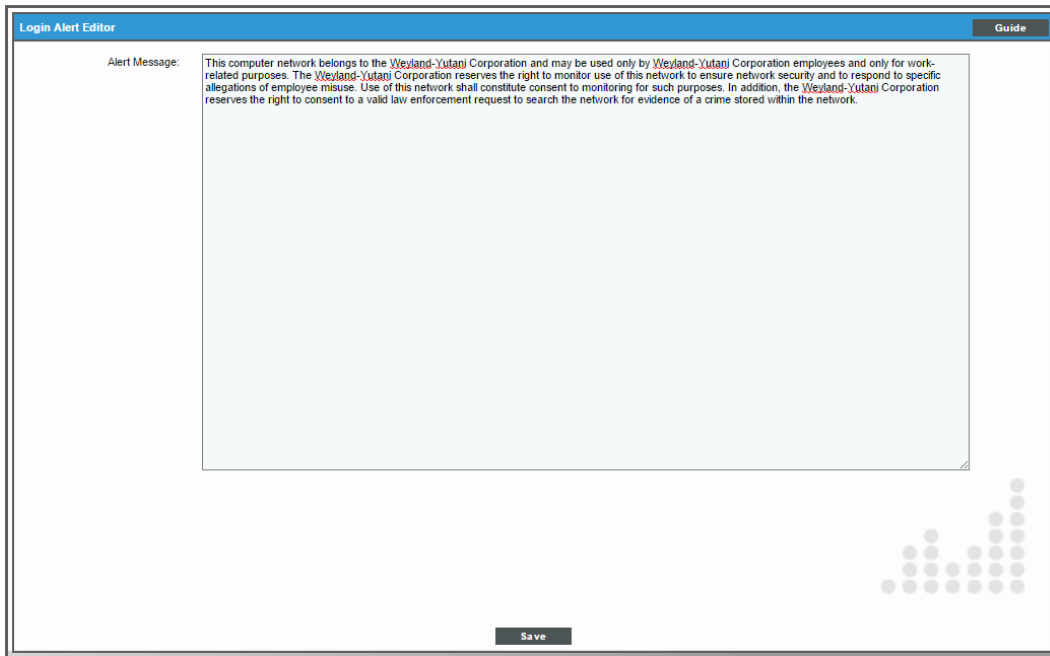 Login Alert Editor
Guide
Alert Message:
This computer network belongs to the Weyland-Yutani Corporation and may be used only by Weyland-Yutani Corporation employees and only for work-
related purposes. The Weyland-Yutani Corporation reserves the right to monitor use of this network to ensure network security and to respond to specific
allegations of employee misuse. Use of this network shall constitute consent to monitoring for such purposes. In addition, the Weyland-Yutani Corporation
reserves the right to consent to a valid law enforcement request to search the network for evidence of a crime stored within the network.
Save